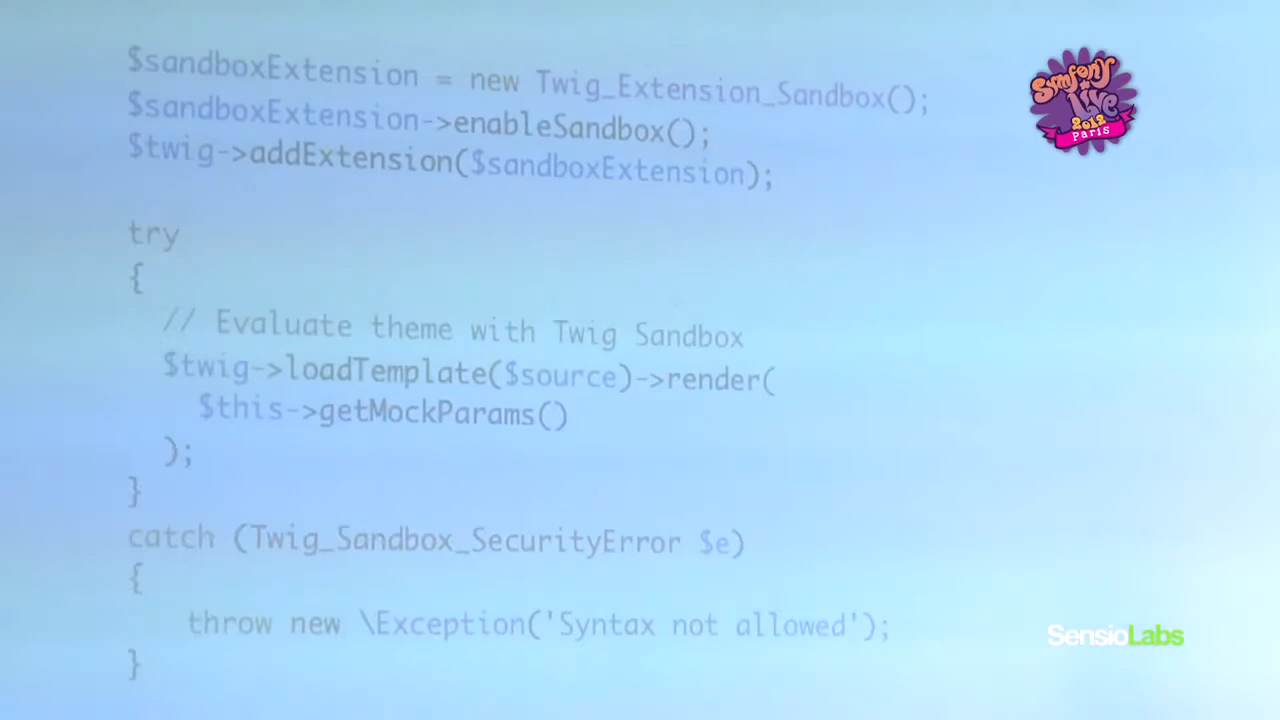 $sandboxExtension = new Twig_Extension_Sandbox();
$sandboxExtension->enableSandbox();
$twig->addExtension($sandboxExtension);
try
{
// Evaluate theme with Twig Sandbox
$twig->loadTemplate($source)->render(
$this->getMockParams()
);
}
catch (Twig_Sandbox_SecurityError $e)
{
throw new \Exception('Syntax not allowed');
}
Symfony
Live
2012
Paris
SensioLabs